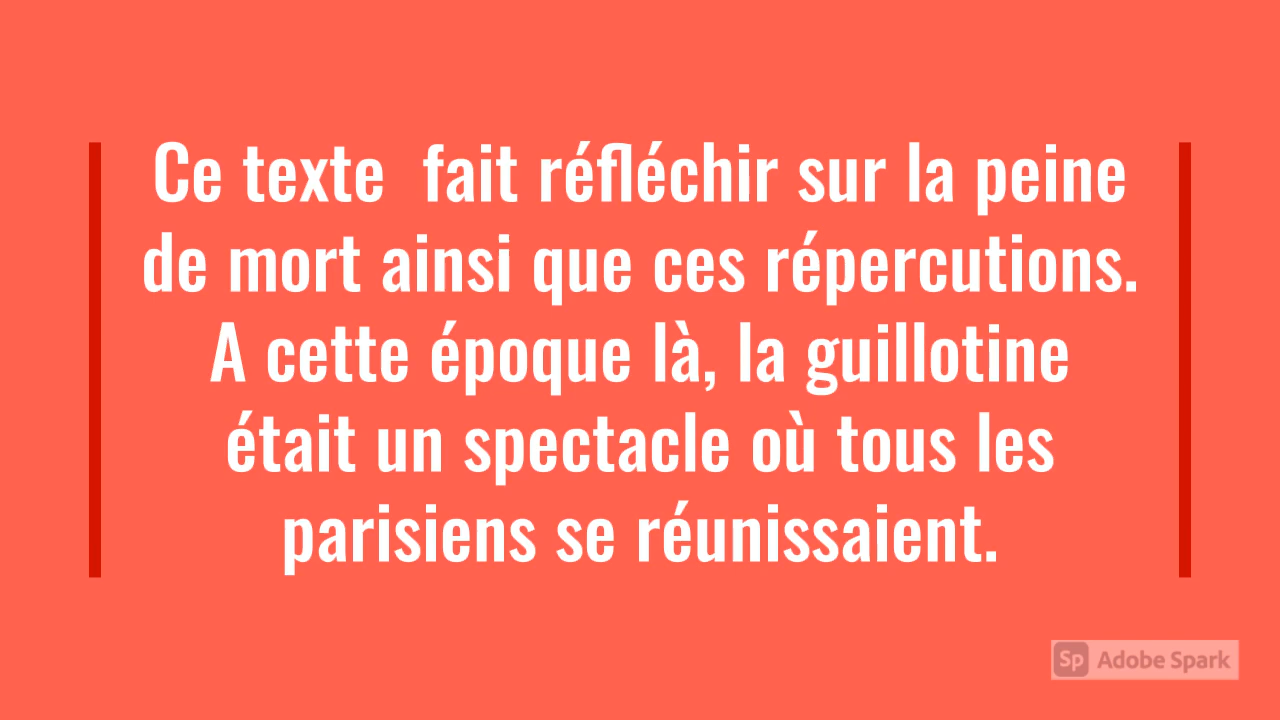 Ce texte  fait réfléchir sur la peine
de mort ainsi que ces répercutions.
A cette époque là, la guillotine
était un spectacle où tous les
parisiens se réunissaient.
Sp Adobe Spark